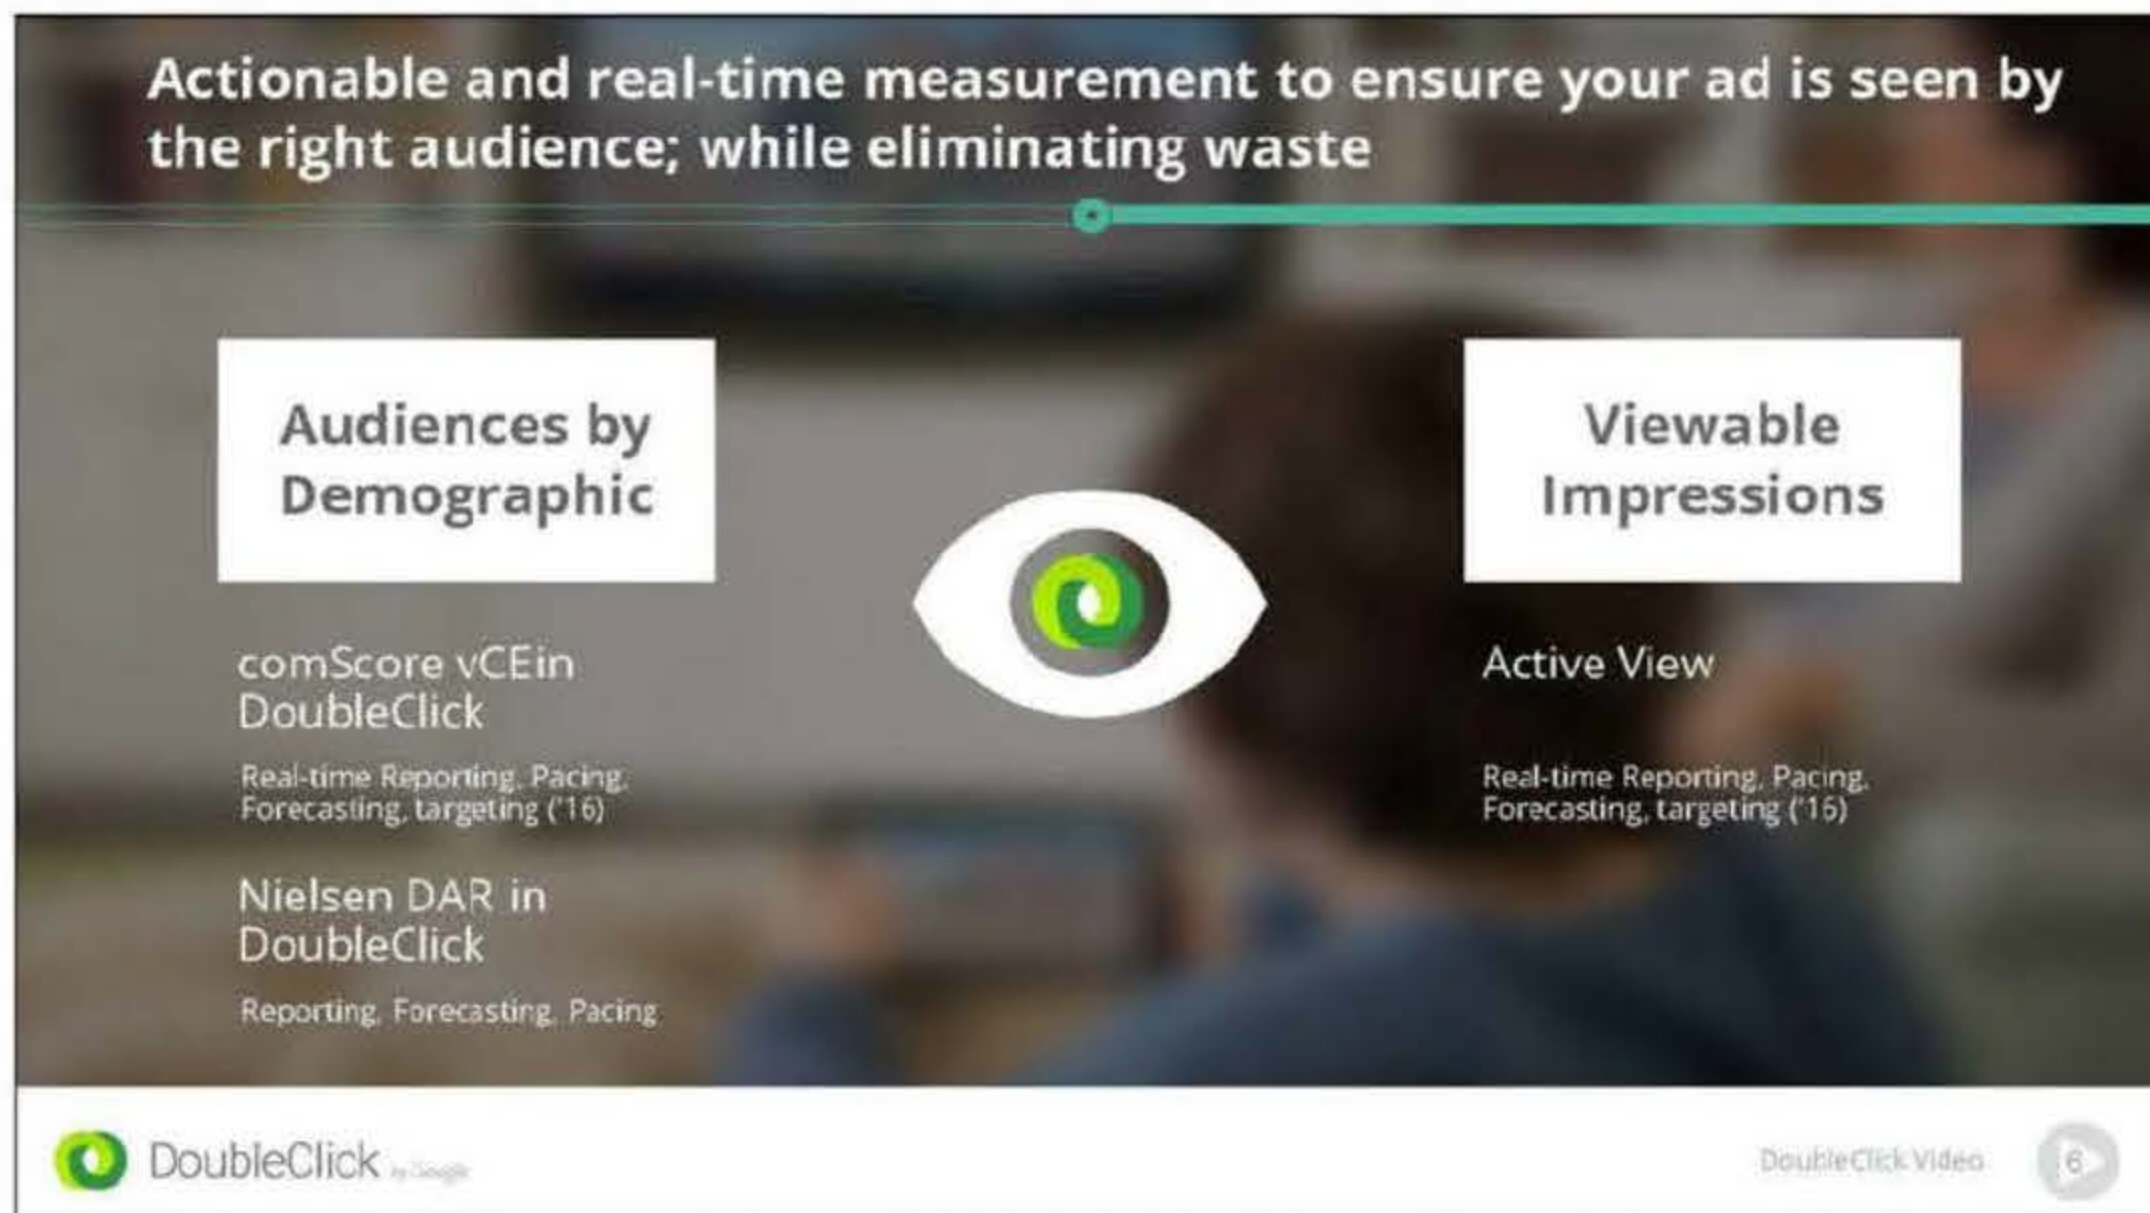 Actionable and real-time measurement to ensure your ad is seen by
the right audience; while eliminating waste
Audiences by
Demographic
comScore vCEin
DoubleClick
Real-time Reporting, Pacing,
Forecasting, targeting ('16)
Nielsen DAR in
DoubleClick
Reporting, Forecasting, Pacing
Viewable
Impressions
Active View
Real-time Reporting, Pacing,
Forecasting, targeting ('16)
DoubleClick by Google
DoubleClick Video
6